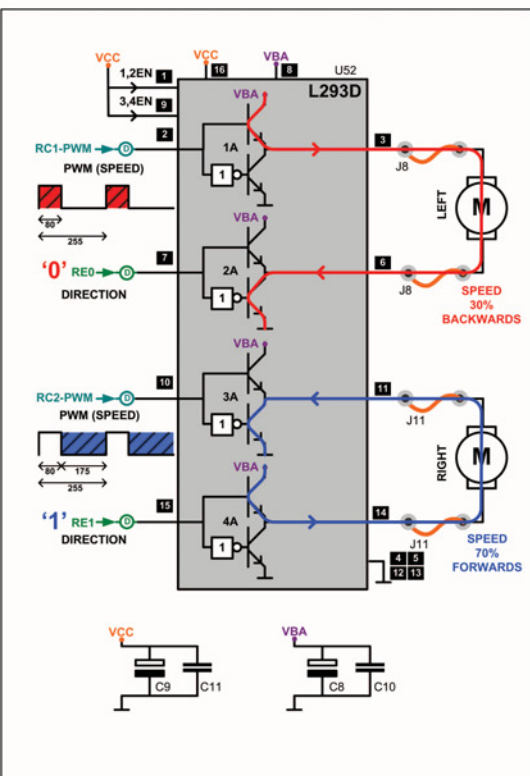 VCC VCC VBA U52
1,2EN 1 16 8
L293D
3,4EN 9 VBA
2 3
RC1-PWM D 1A J8
PWM (SPEED) 1
M LEFT
80 VBA
255
7 6
'0' RE0 D 2A J8
DIRECTION 1 SPEED
30%
BACKWARDS
VBA
10 11
RC2-PWM D 3A J11
PWM (SPEED) 1
M RIGHT
80 175 VBA
255
15 14
'1' RE1 D 4A J11
DIRECTION 1 SPEED
4 5 70%
12 13 FORWARDS
VCC VBA
C9 C11 C8 C10